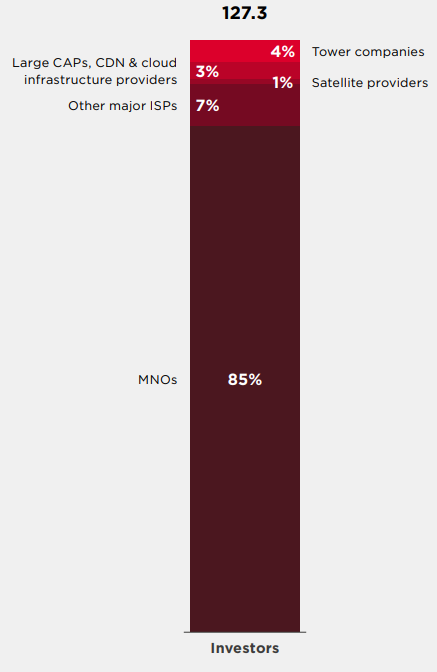 127.3
4% Tower companies
Large CAPs, CDN & cloud
infrastructure providers
3%
1% Satellite providers
Other major ISPs 7%
MNOs 85%
Investors